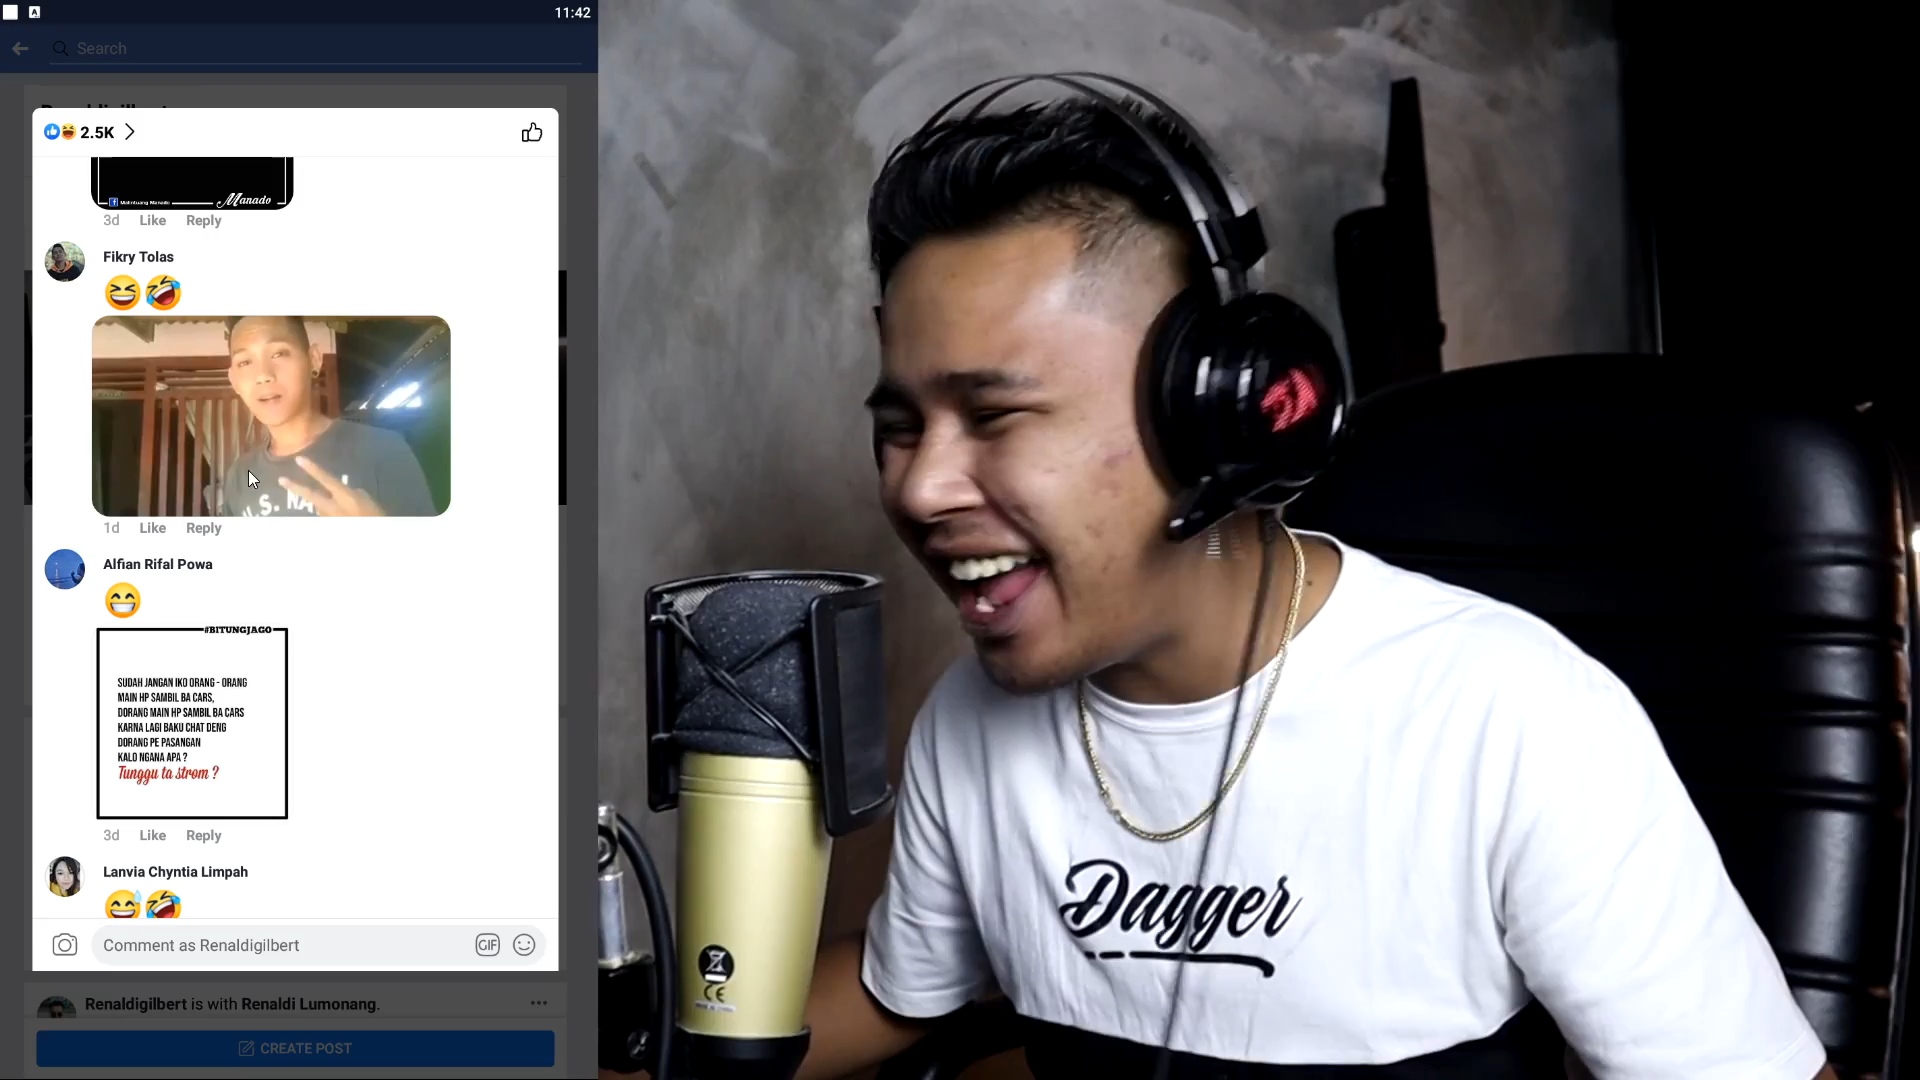 11:42
Search
2.5K
Manado
3d Like Reply
Fikry Tolas
U.S. NA
1d Like Reply
Alfian Rifal Powa
#BITUNGJAGO
SUDAH JANGAN IKO ORANG - ORANG
MAIN HP SAMBIL BA CARS,
DORANG MAIN HP SAMBIL BA CARS
KARNA LAGI BAKU CHAT DENG
DORANG PE PASANGAN
KALO NGANA APA ?
Tunggu ta strom ?
3d Like Reply
Lanvia Chyntia Limpah
Comment as Renaldigilbert
GIF
Renaldigilbert is with Renaldi Lumonang.
CREATE POST
Dagger
CE